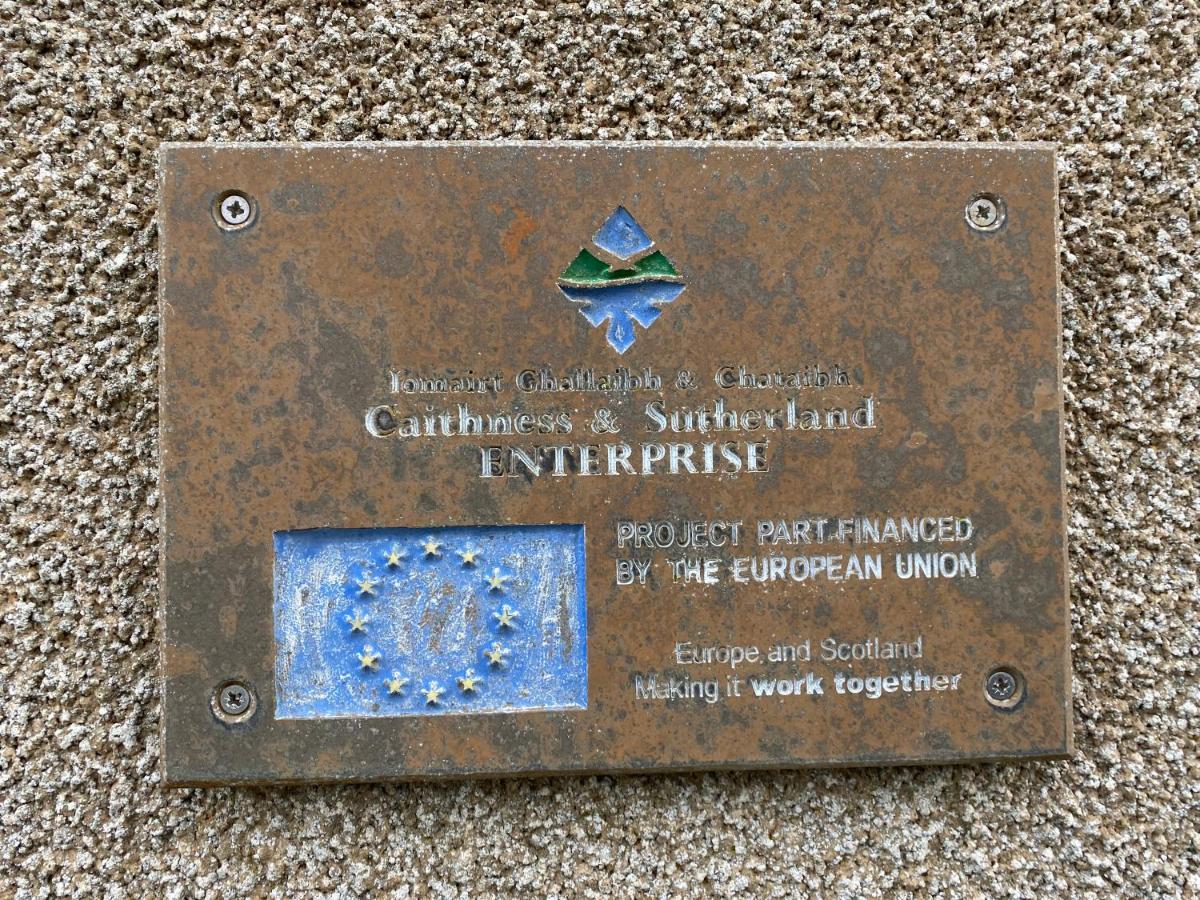 Iomairt Ghallaibh & Chataibh
Caithness & Sutherland
ENTERPRISE
PROJECT PART-FINANCED
BY THE EUROPEAN UNION
Europe and Scotland
Making it work together